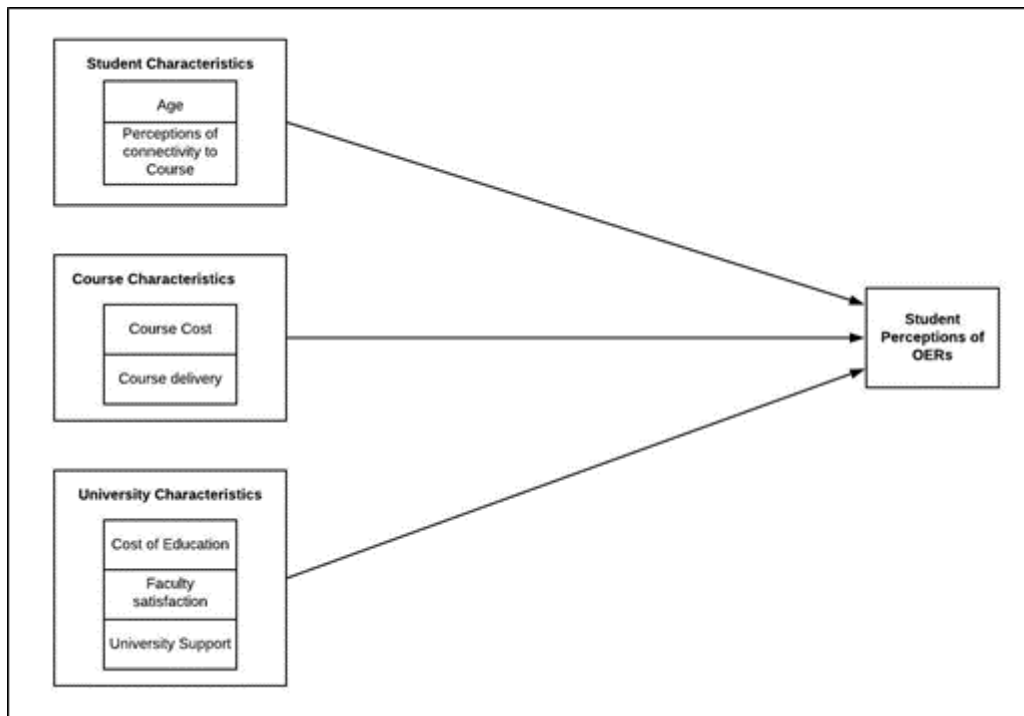 Student Characteristics
Age
Perceptions of
connectivity to
Course
Course Characteristics
Course Cost
Course delivery
University Characteristics
Cost of Education
Faculty
satisfaction
University Support
Student
Perceptions of
OERs